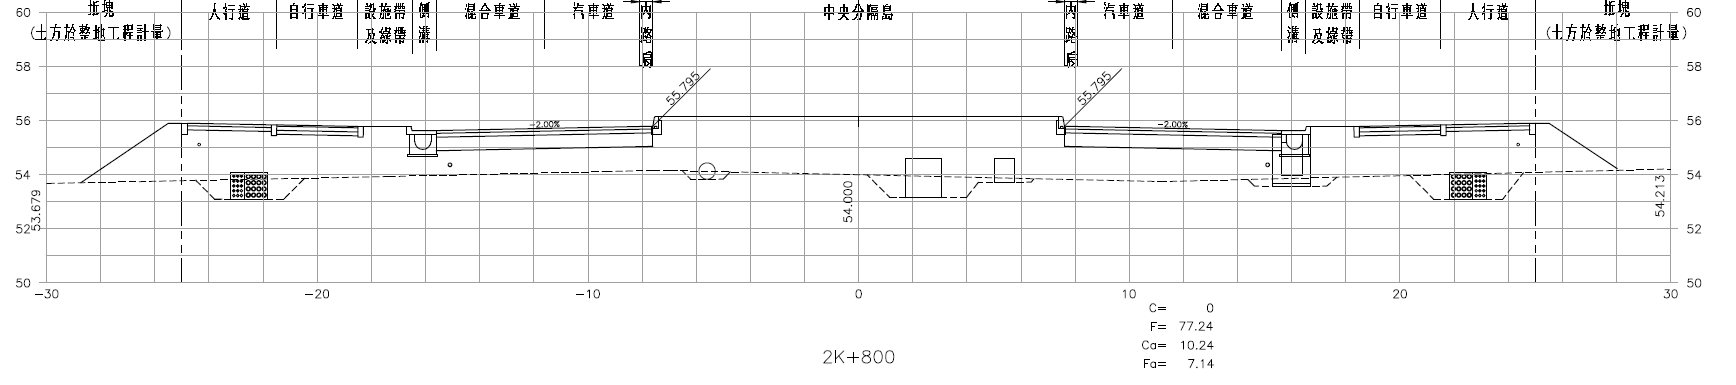 60 地塊 人行道 自行車道 設施帶 側 混合車道 汽車道 內 中央分隔島 內 汽車道 混合車道 側 設施帶 自行車道 人行道 地塊 60
(土方於整地工程計量) 及綠帶 溝 路 路 溝 及綠帶 (土方於整地工程計量)
肩 肩
58 58
55.795 55.795
56 -2.00% -2.00% 56
54 54
53.679 54.000 54.213
52 52
50 50
-30 -20 -10 0 10 20 30
C= 0
F= 77.24
Ca= 10.24
2K+800
Fa= 7.14